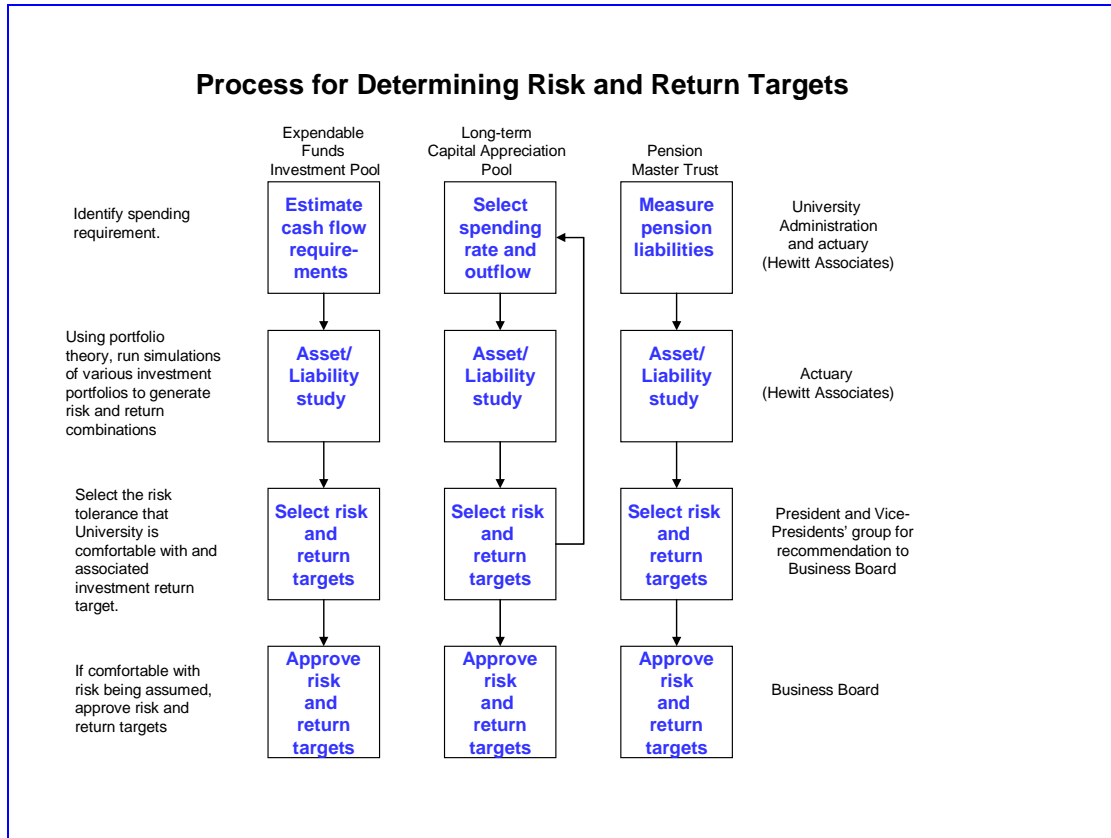 Process for Determining Risk and Return Targets
Expendable
Funds
Investment Pool
Long-term
Capital Appreciation
Pool
Pension
Master Trust
Identify spending
requirement.
Estimate
cash flow
require-
ments
Select
spending
rate and
outflow
Measure
pension
liabilities
University
Administration
and actuary
(Hewitt Associates)
Using portfolio
theory, run simulations
of various investment
portfolios to generate
risk and return
combinations
Asset/
Liability
study
Asset/
Liability
study
Asset/
Liability
study
Actuary
(Hewitt Associates)
Select the risk
tolerance that
University is
comfortable with and
associated
investment return
target.
Select risk
and
return
targets
Select risk
and
return
targets
Select risk
and
return
targets
President and Vice-
Presidents’ group for
recommendation to
Business Board
If comfortable with
risk being assumed,
approve risk and
return targets
Approve
risk
and
return
targets
Approve
risk
and
return
targets
Approve
risk
and
return
targets
Business Board